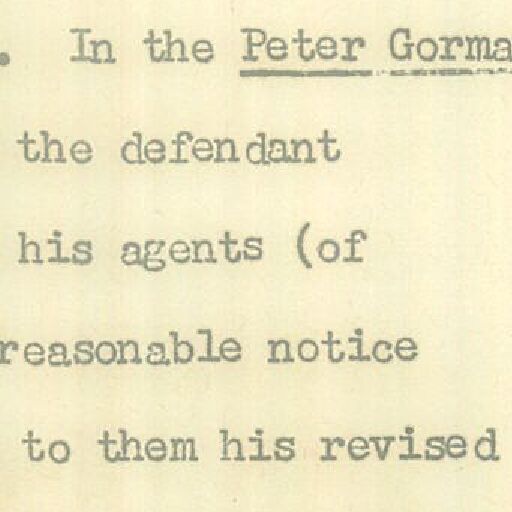 . In the Peter Gorma
the defendant
his agents (of
reasonable notice
to them his revised